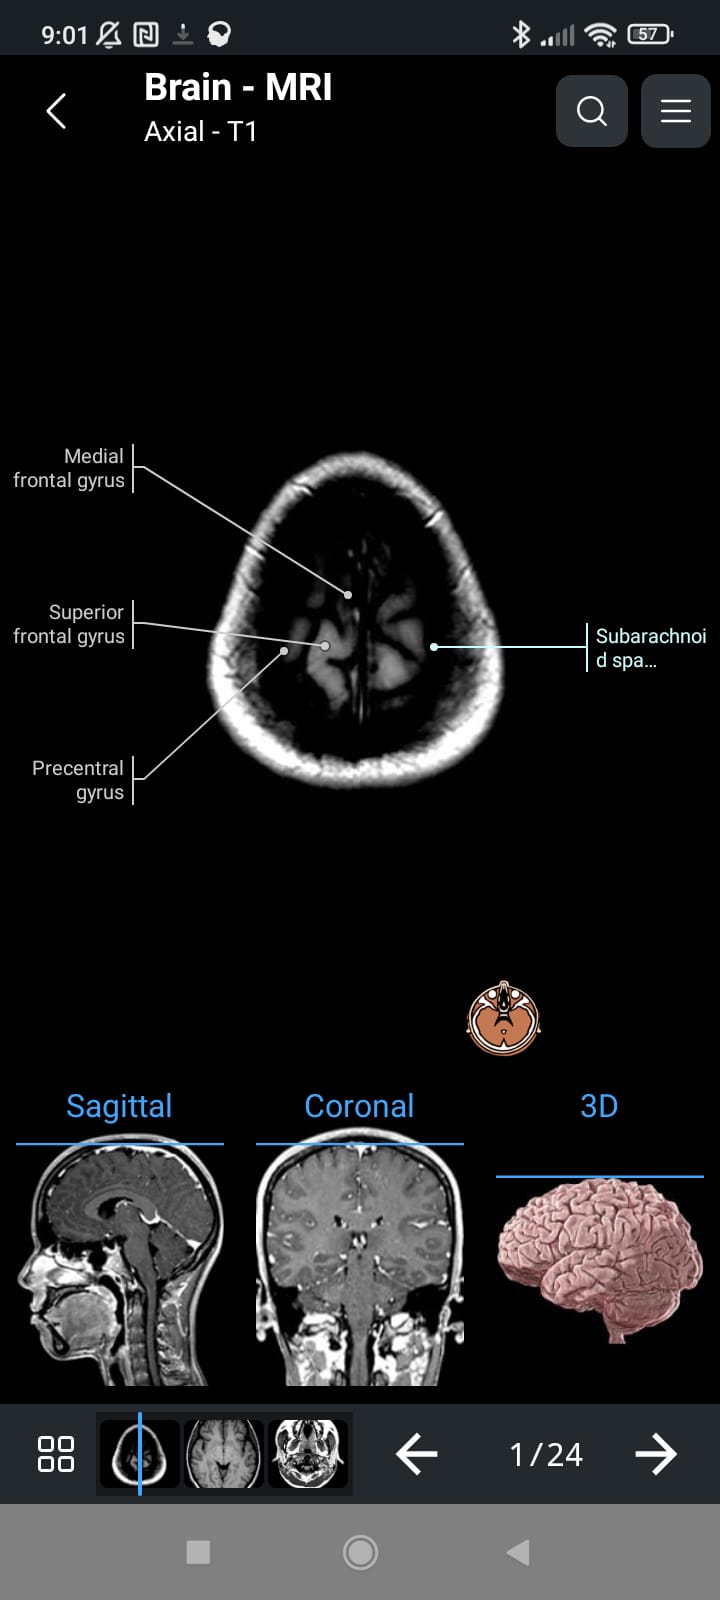 9:01
57
Brain - MRI
Axial - T1
Medial
frontal gyrus
Superior
frontal gyrus
Subarachnoi
d spa...
Precentral
gyrus
Sagittal
Coronal
3D
1/24